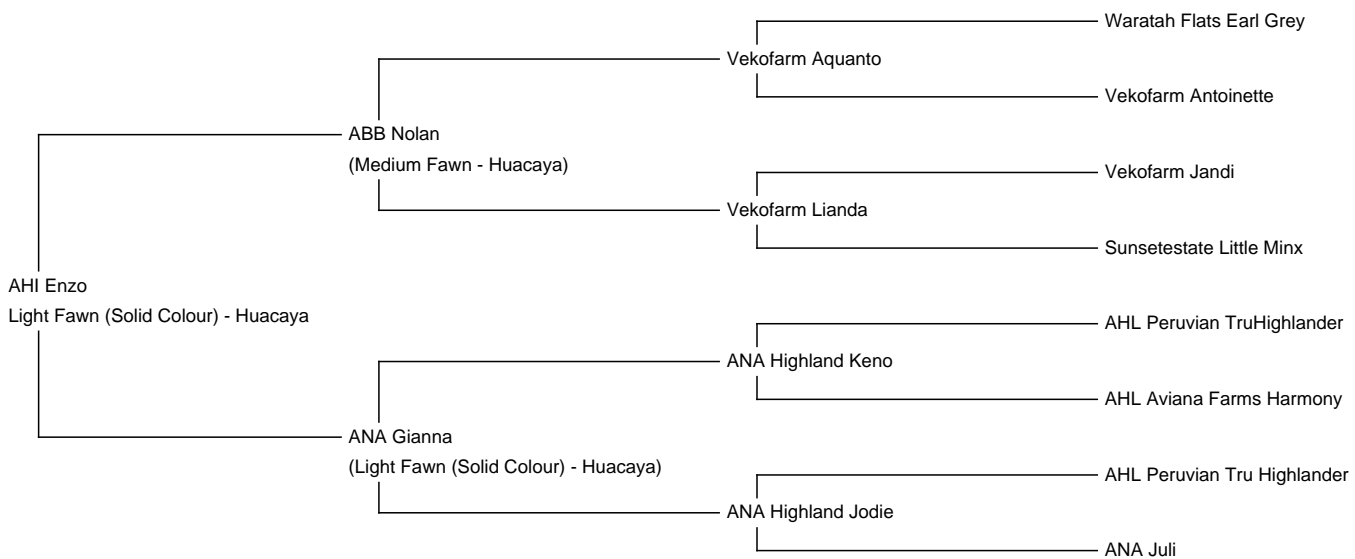 Waratah Flats Earl Grey
Vekofarm Aquanto
Vekofarm Antoinette
ABB Nolan
(Medium Fawn - Huacaya)
Vekofarm Jandi
Vekofarm Lianda
Sunsetestate Little Minx
AHI Enzo
Light Fawn (Solid Colour) - Huacaya
AHL Peruvian TruHighlander
ANA Highland Keno
AHL Aviana Farms Harmony
ANA Gianna
(Light Fawn (Solid Colour) - Huacaya)
AHL Peruvian Tru Highlander
ANA Highland Jodie
ANA Juli